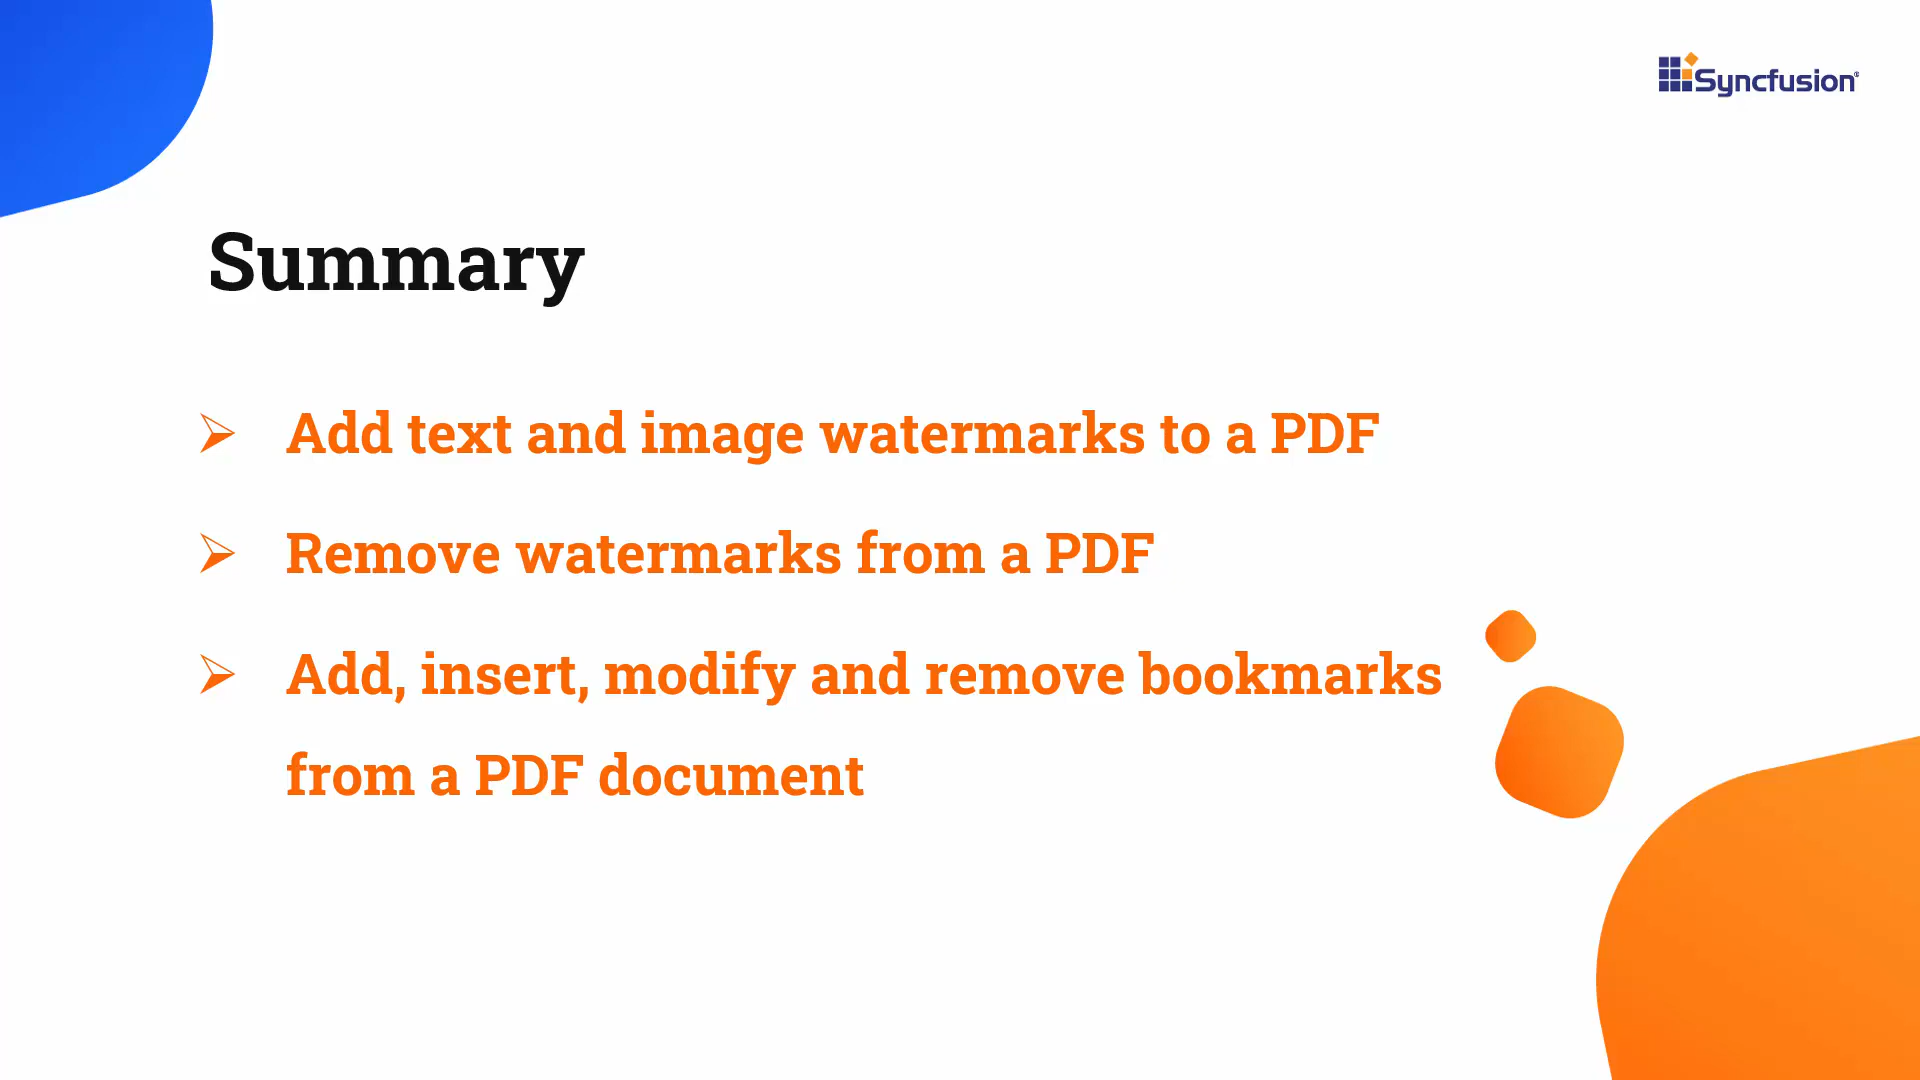 Syncfusion®
Summary
➢ Add text and image watermarks to a PDF
➢ Remove watermarks from a PDF
➢ Add, insert, modify and remove bookmarks
from a PDF document